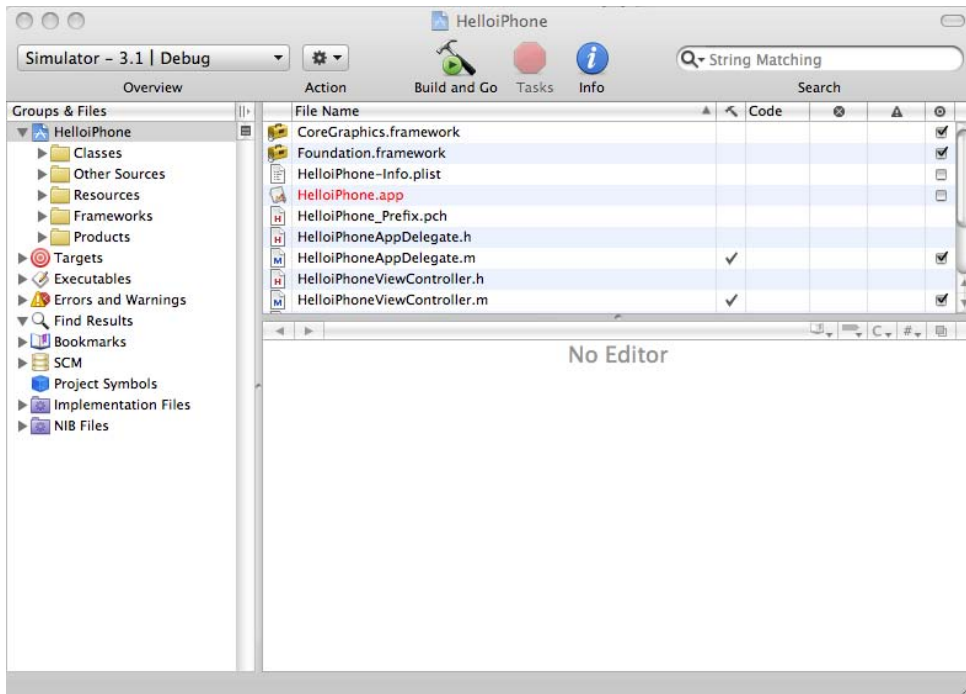 HelloiPhone
Simulator – 3.1 | Debug
String Matching
Overview Action Build and Go Tasks Info Search
Groups & Files
File Name Code
HelloiPhone
Classes
Other Sources
Resources
Frameworks
Products
Targets
Executables
Errors and Warnings
Find Results
Bookmarks
SCM
Project Symbols
Implementation Files
NIB Files
CoreGraphics.framework
Foundation.framework
HelloiPhone-Info.plist
HelloiPhone.app
HelloiPhone_Prefix.pch
HelloiPhoneAppDelegate.h
HelloiPhoneAppDelegate.m
HelloiPhoneViewController.h
HelloiPhoneViewController.m
C #
No Editor